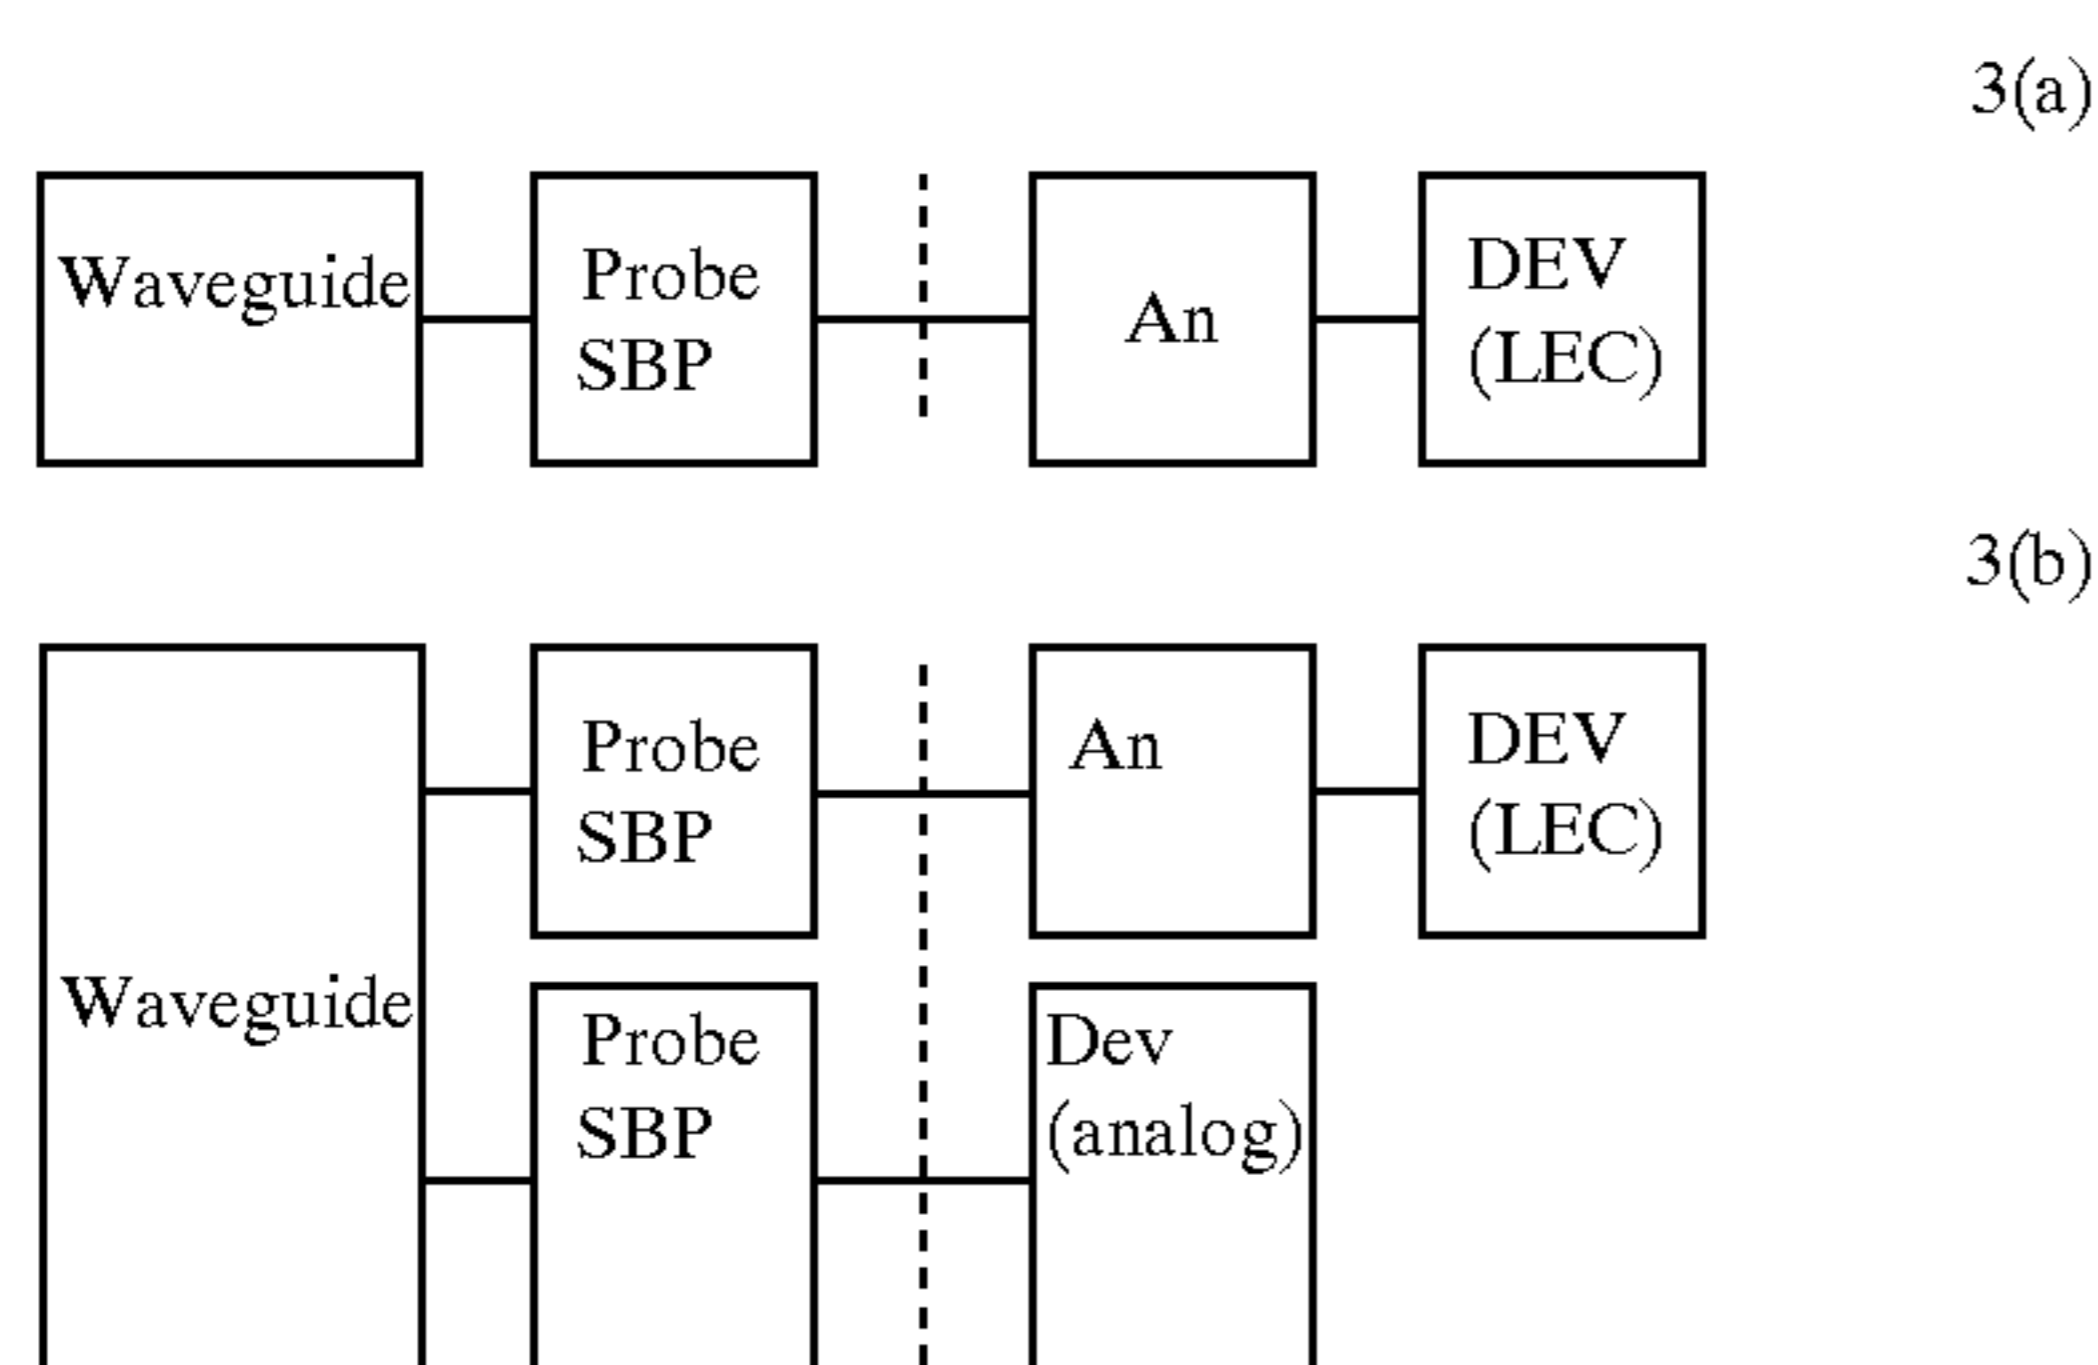 3(a)
Waveguide
Probe
SBP
An
DEV
(LEC)
3(b)
Waveguide
Probe
SBP
An
DEV
(LEC)
Probe
SBP
Dev
(analog)